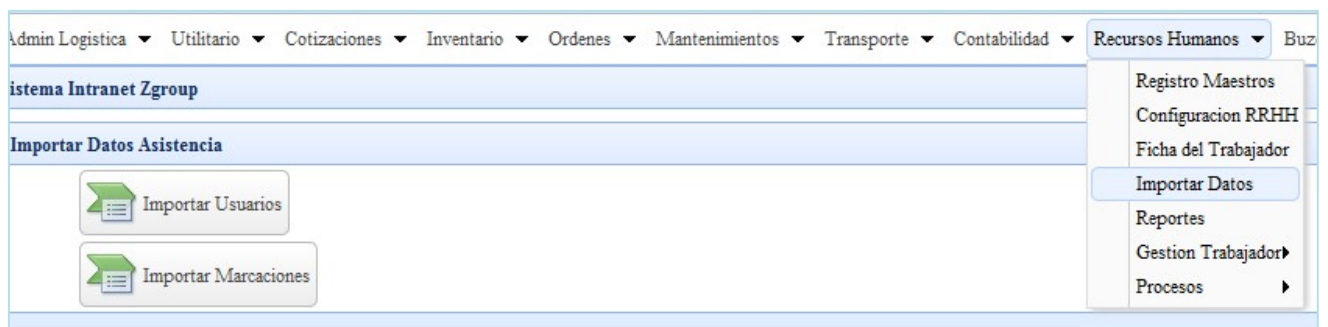 Admin Logistica Utilitario Cotizaciones Inventario Ordenes Mantenimientos Transporte Contabilidad Recursos Humanos
istema Intranet Zgroup
Importar Datos Asistencia
Importar Usuarios
Importar Marcaciones
Registro Maestros
Configuracion RRHH
Ficha del Trabajador
Importar Datos
Reportes
Gestion Trabajador
Procesos